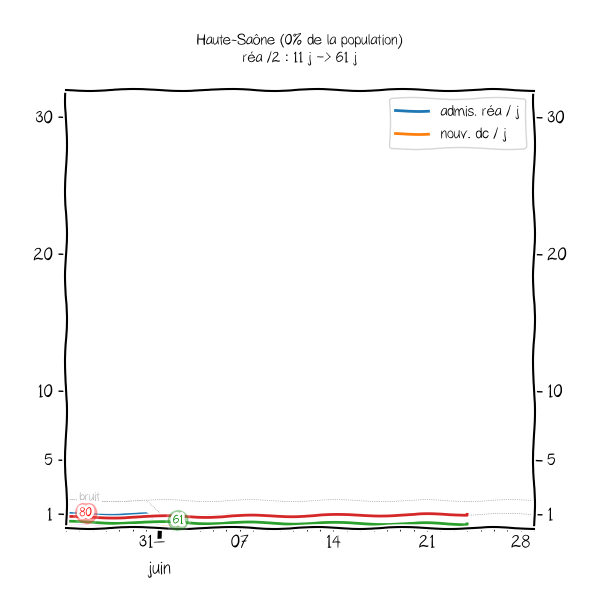 Haute-Saône (0% de la population)
réa /2 : 11 j -> 61 j
admis. réa / j
nouv. dc / j
30
30
20
20
10
10
5
5
bruit
80
61
1
1
31
07
14
21
28
juin